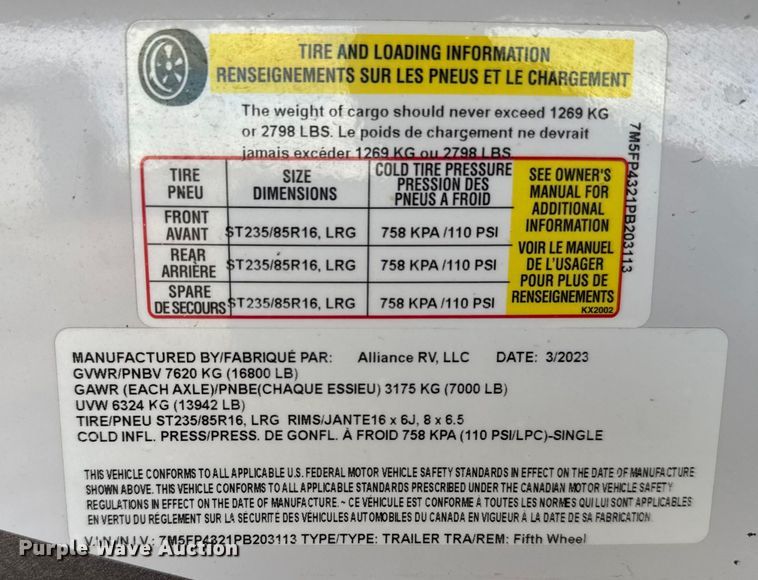 TIRE AND LOADING INFORMATION
RENSEIGNEMENTS SUR LES PNEUS ET LE CHARGEMENT
The weight of cargo should never exceed 1269 KG
or 2798 LBS. Le poids de chargement ne devrait
jamais excéder 1269 KG ou 2798 LBS
TIRE PNEU SIZE DIMENSIONS COLD TIRE PRESSURE PRESSION DES PNEUS A FROID
FRONT AVANT ST235/85R16, LRG 758 KPA /110 PSI
REAR ARRIÈRE ST235/85R16, LRG 758 KPA /110 PSI
SPARE DE SECOURS ST235/85R16, LRG 758 KPA /110 PSI
SEE OWNER'S
MANUAL FOR
ADDITIONAL
INFORMATION
VOIR LE MANUEL
DE L'USAGER
POUR PLUS DE
RENSEIGNEMENTS
KX2002
7M5FP4321PB203113
MANUFACTURED BY/FABRIQUÉ PAR: Alliance RV, LLC DATE: 3/2023
GVWR/PNBV 7620 KG (16800 LB)
GAWR (EACH AXLE)/PNBE(CHAQUE ESSIEU) 3175 KG (7000 LB)
UVW 6324 KG (13942 LB)
TIRE/PNEU ST235/85R16, LRG RIMS/JANTE16 x 6J, 8 x 6.5
COLD INFL. PRESS/PRESS. DE GONFL. À FROID 758 KPA (110 PSI/LPC)-SINGLE
THIS VEHICLE CONFORMS TO ALL APPLICABLE U.S. FEDERAL MOTOR VEHICLE SAFETY STANDARDS IN EFFECT ON THE DATE OF MANUFACTURE
SHOWN ABOVE. THIS VEHICLE CONFORMS TO ALL APPLICABLE STANDARDS PRESCRIBED UNDER THE CANADIAN MOTOR VEHICLE SAFETY
REGULATIONS IN EFFECT ON THE DATE OF MANUFACTURE. ~ CE VÉHICULE EST CONFORME À TOUTES LES NORMES QUI LUI SONT APPLICABLES
EN VERTU DU RÈGLEMENT SUR LA SÉCURITÉ DES VÉHICULES AUTOMOBILES DU CANADA EN VIGUEUR À LA DATE DE SA FABRICATION
V.I.N/N.I.V.: 7M5FP4321PB203113 TYPE/TYPE: TRAILER TRA/REM: Fifth Wheel
Purple Wave Auction